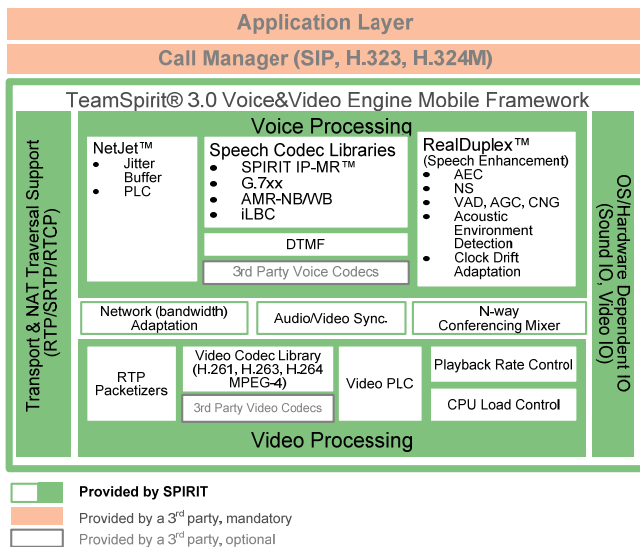 Application Layer
Call Manager (SIP, H.323, H.324M)
TeamSpirit® 3.0 Voice&Video Engine Mobile Framework
Transport & NAT Traversal Support
(RTP/SRTP/RTCP)
Voice Processing
NetJet™
• Jitter
Buffer
• PLC
Speech Codec Libraries
• SPIRIT IP-MR™
• G.7xx
• AMR-NB/WB
• iLBC
DTMF
3rd Party Voice Codecs
RealDuplex™
(Speech Enhancement)
• AEC
• NS
• VAD, AGC, CNG
• Acoustic
Environment
Detection
• Clock Drift
Adaptation
OS/Hardware Dependent IO
(Sound IO, Video IO)
Network (bandwidth)
Adaptation
Audio/Video Sync.
N-way
Conferencing Mixer
RTP
Packetizers
Video Codec Library
(H.261, H.263, H.264
MPEG-4)
3rd Party Video Codecs
Video PLC
Playback Rate Control
CPU Load Control
Video Processing
Provided by SPIRIT
Provided by a 3rd party, mandatory
Provided by a 3rd party, optional